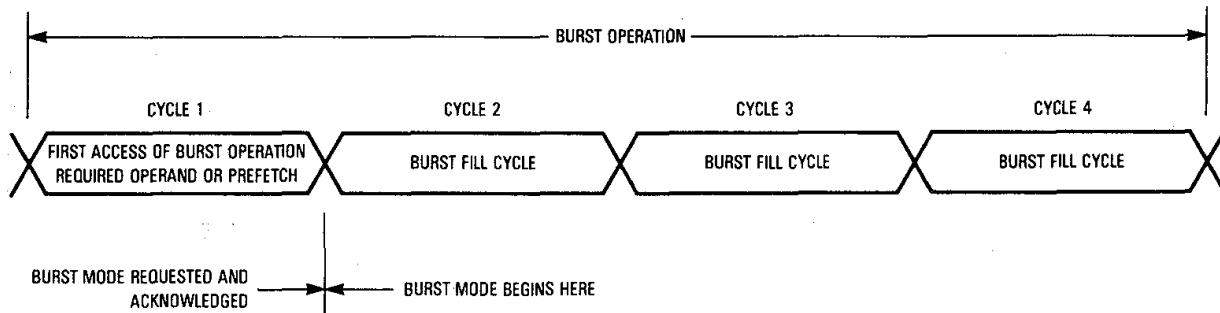 BURST OPERATION
CYCLE 1
CYCLE 2
CYCLE 3
CYCLE 4
FIRST ACCESS OF BURST OPERATION
REQUIRED OPERAND OR PREFETCH
BURST FILL CYCLE
BURST FILL CYCLE
BURST FILL CYCLE
BURST MODE REQUESTED AND
ACKNOWLEDGED
BURST MODE BEGINS HERE